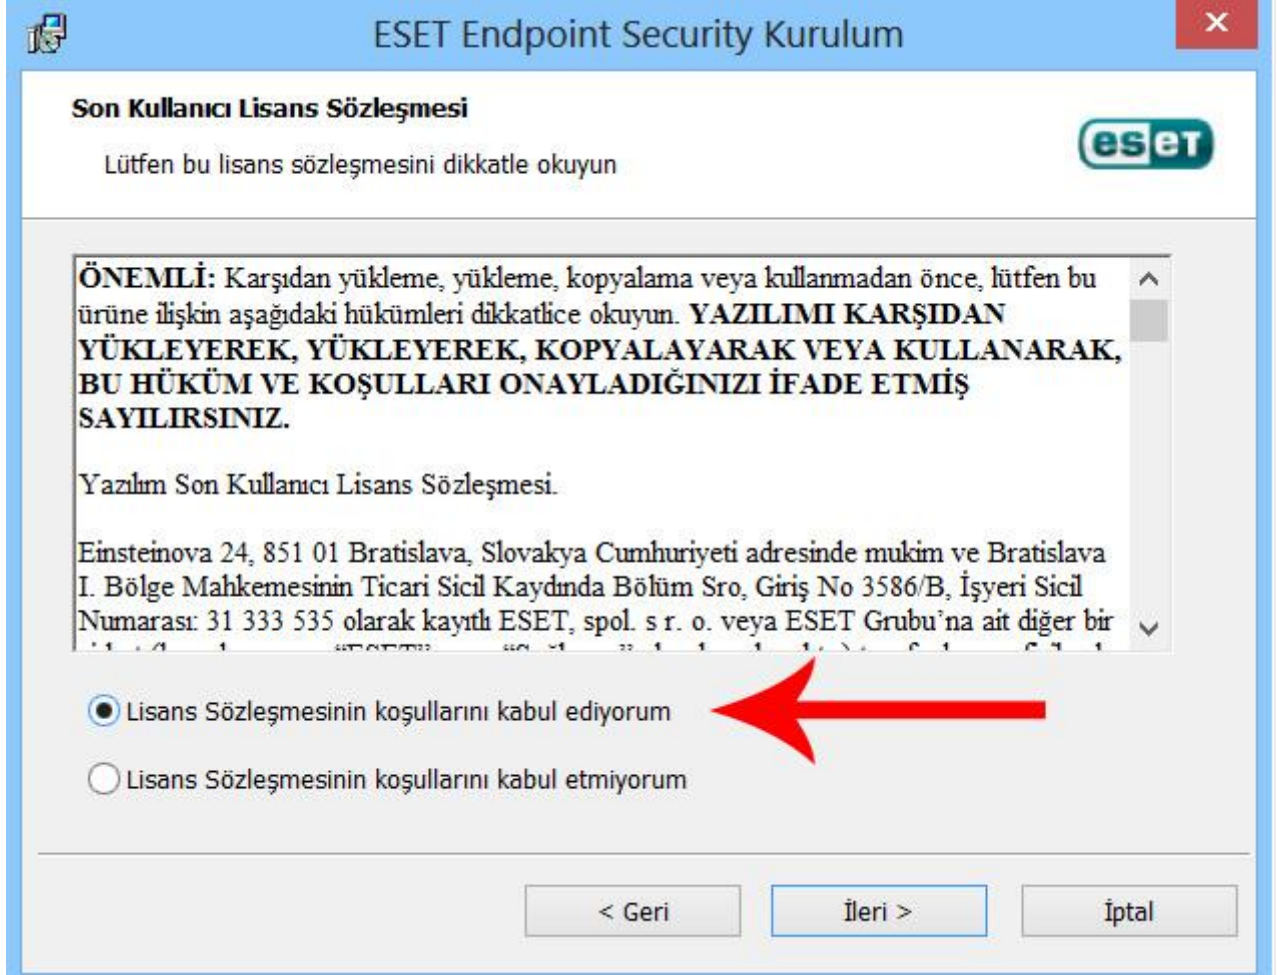 ESET Endpoint Security Kurulum
Son Kullanıcı Lisans Sözleşmesi
Lütfen bu lisans sözleşmesini dikkatle okuyun
eseT
ÖNEMLİ: Karşıdan yükleme, yükleme, kopyalama veya kullanmadan önce, lütfen bu
ürüne ilişkin aşağıdaki hükümleri dikkatlice okuyun. YAZILIMI KARŞIDAN
YÜKLEYEREK, YÜKLEYEREK, KOPYALAYARAK VEYA KULLANARAK,
BU HÜKÜM VE KOŞULLARI ONAYLADIĞINIZI İFADE ETMİŞ
SAYILIRSINIZ.
Yazılım Son Kullanıcı Lisans Sözleşmesi.
Einsteinova 24, 851 01 Bratislava, Slovakya Cumhuriyeti adresinde mukim ve Bratislava
I. Bölge Mahkemesinin Ticari Sicil Kaydında Bölüm Sro, Giriş No 3586/B, İşyeri Sicil
Numarası: 31 333 535 olarak kayıtlı ESET, spol. s r. o. veya ESET Grubu’na ait diğer bir
Lisans Sözleşmesinin koşullarını kabul ediyorum
Lisans Sözleşmesinin koşullarını kabul etmiyorum
< Geri
İleri >
İptal